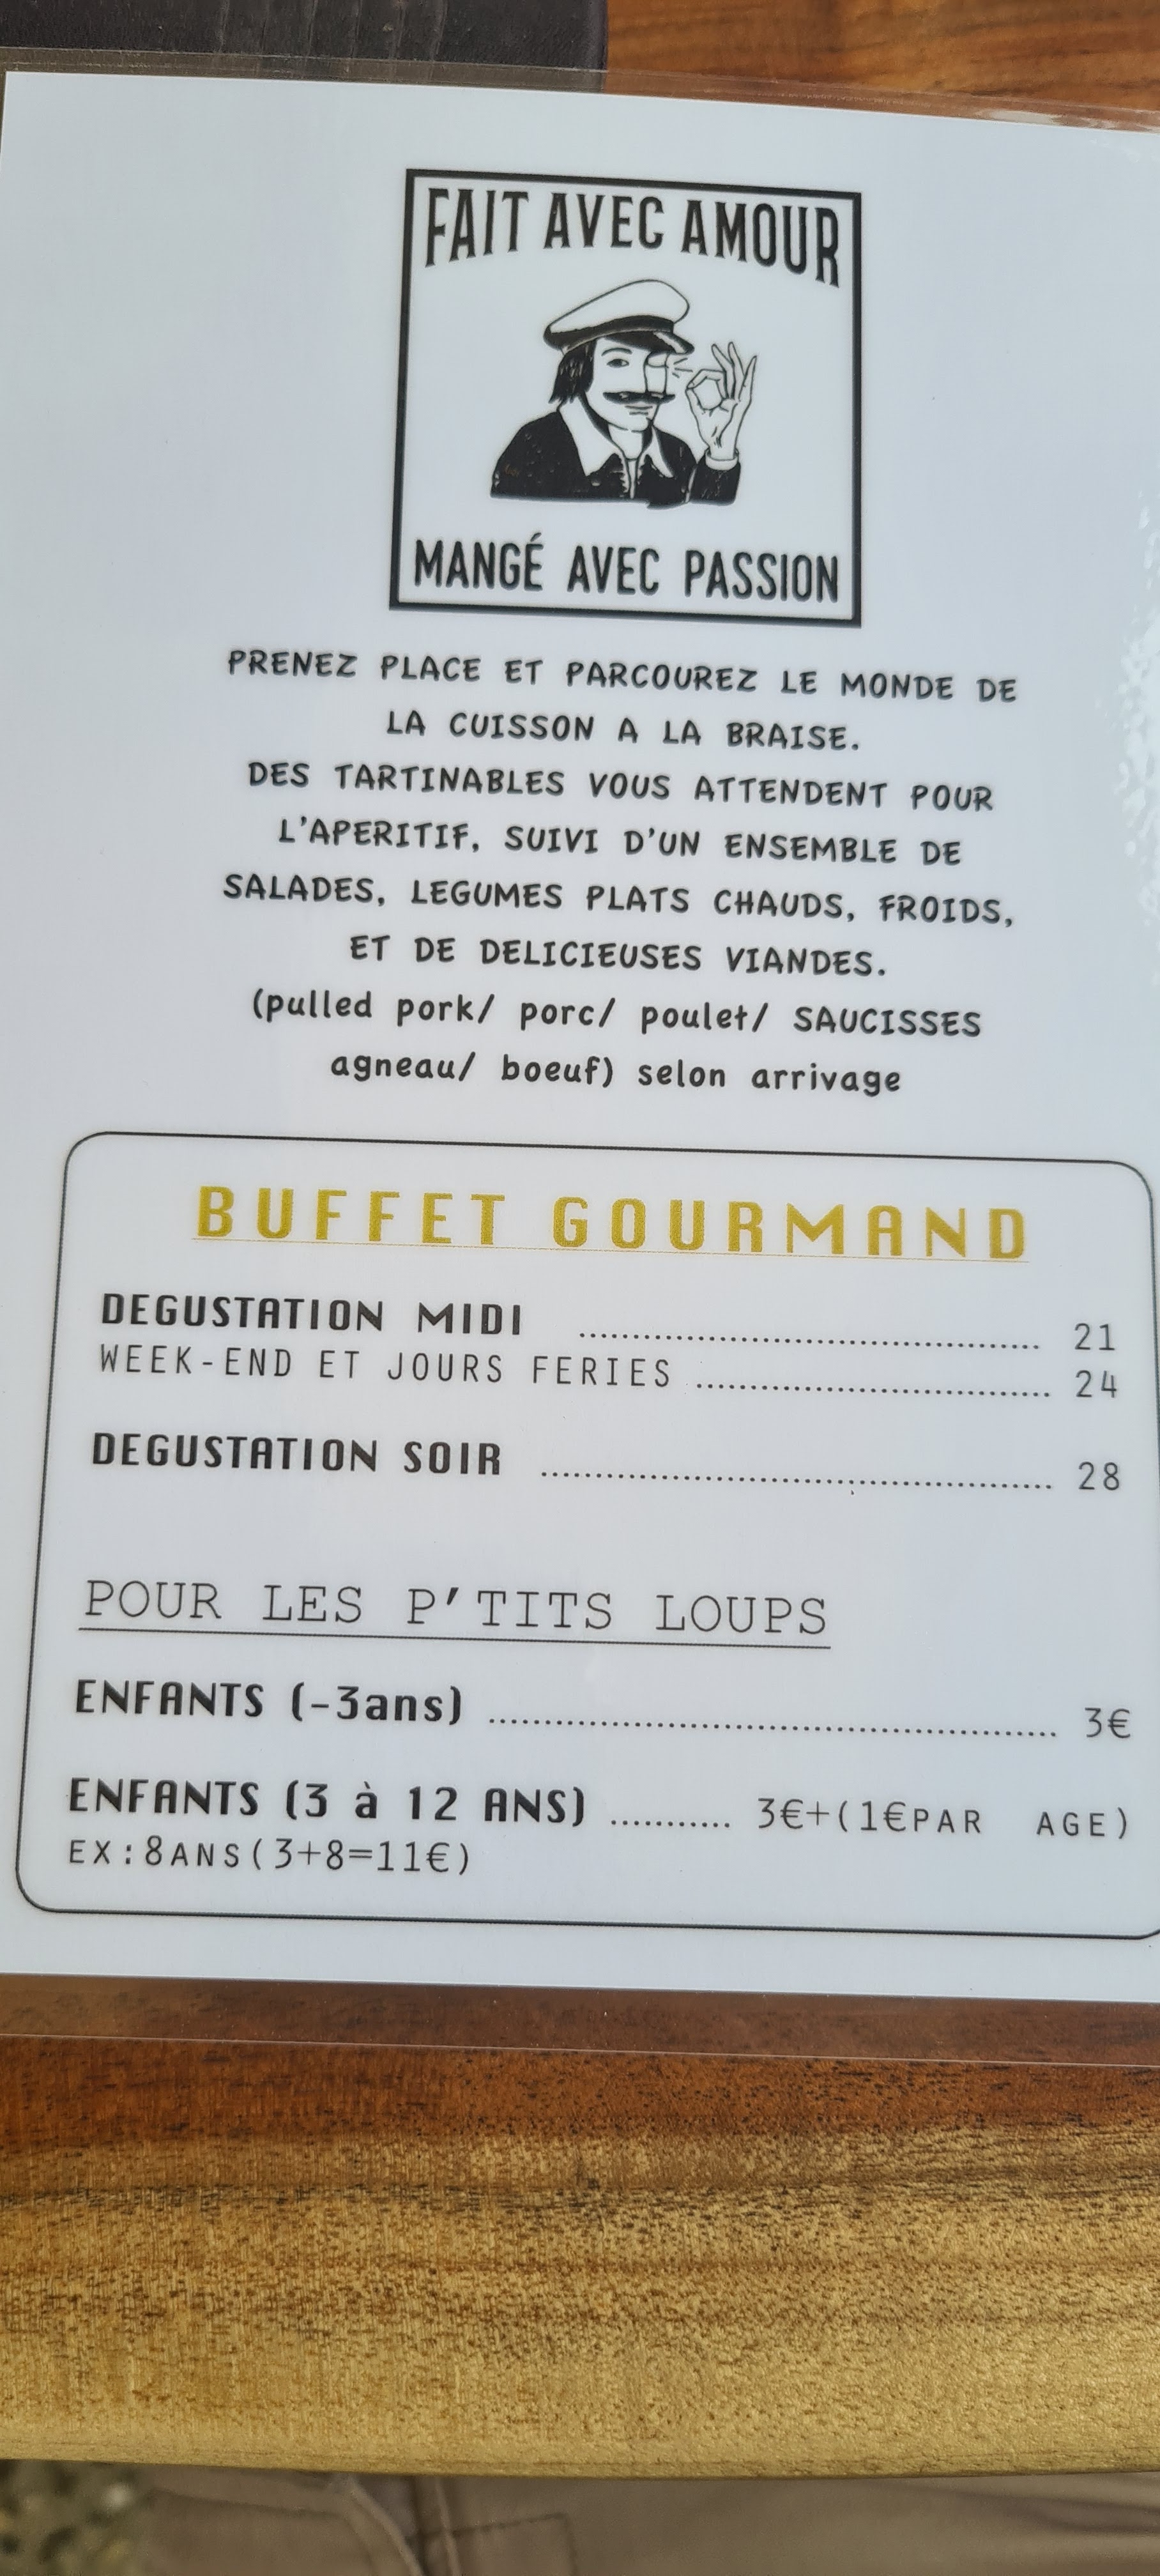 FAIT AVEC AMOUR
MANGÉ AVEC PASSION
PRENEZ PLACE ET PARCOUREZ LE MONDE DE
LA CUISSON A LA BRAISE.
DES TARTINABLES VOUS ATTENDENT POUR
L'APERITIF, SUIVI D'UN ENSEMBLE DE
SALADES, LEGUMES PLATS CHAUDS, FROIDS,
ET DE DELICIEUSES VIANDES.
(pulled pork/ porc/ poulet/ SAUCISSES
agneau/ boeuf) selon arrivage
BUFFET GOURMAND
DEGUSTATION MIDI .......... 21
WEEK-END ET JOURS FERIES .......... 24
DEGUSTATION SOIR .......... 28
POUR LES P'TITS LOUPS
ENFANTS (-3ans) .......... 3€
ENFANTS (3 à 12 ANS) .......... 3€+(1€PAR AGE)
EX:8ANS(3+8=11€)